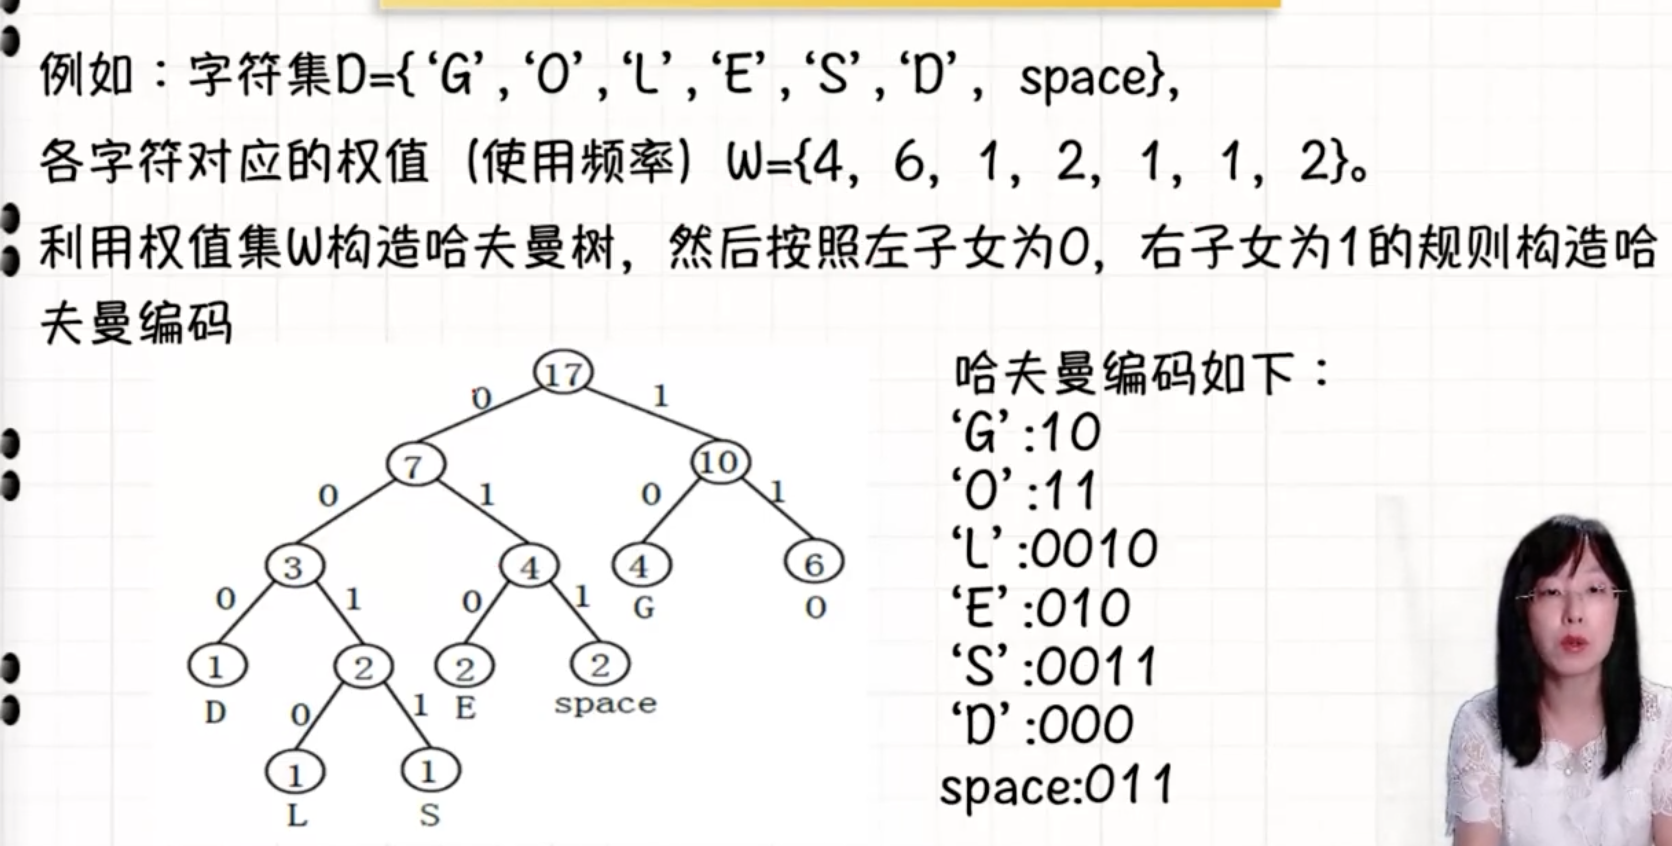 例如：字符集D={‘G’,‘O’,‘L’,‘E’,‘S’,‘D’, space},
各字符对应的权值（使用频率）W={4, 6, 1, 2, 1, 1, 2}。
利用权值集W构造哈夫曼树，然后按照左子女为0，右子女为1的规则构造哈
夫曼编码
17
0 1
7 10
0 1 0 1
3 4 4 6
G O
0 1 0 1
1 2 2 2
D E space
0 1
1 1
L S
哈夫曼编码如下：
‘G’:10
‘O’:11
‘L’:0010
‘E’:010
‘S’:0011
‘D’:000
space:011